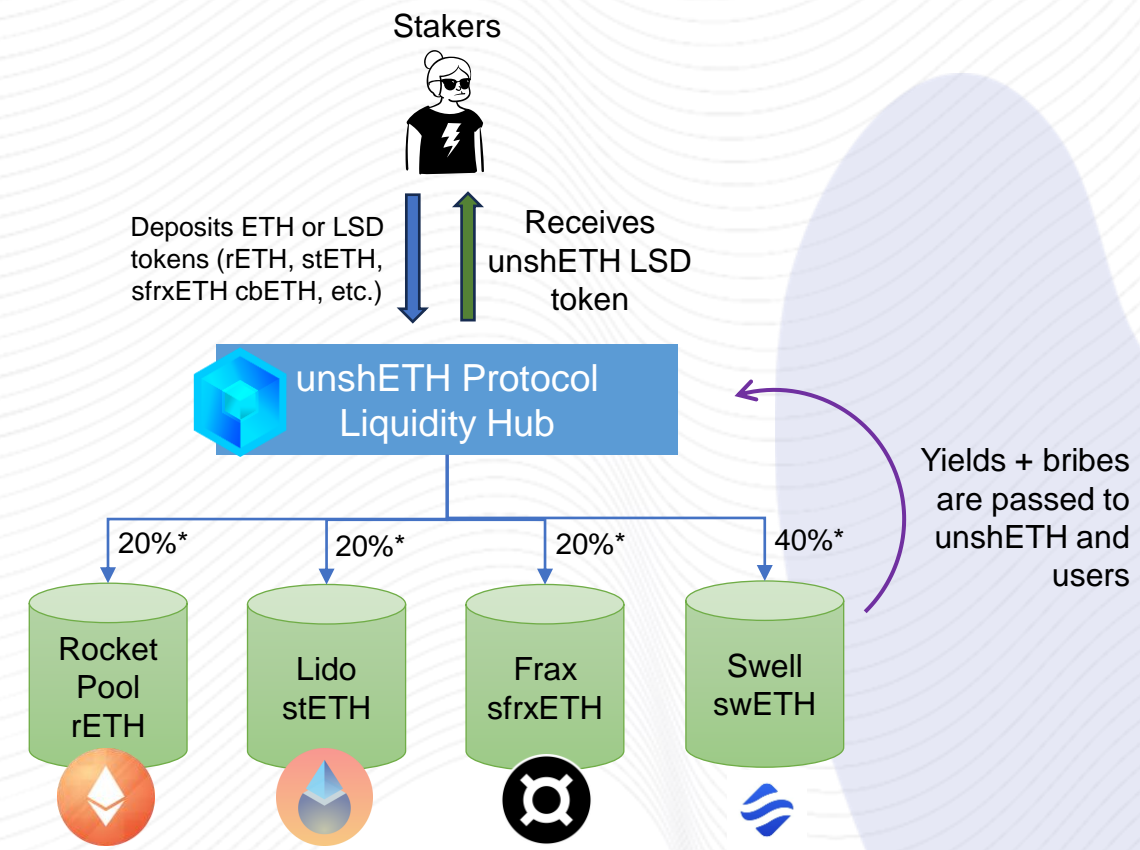 Stakers
Deposits ETH or LSD
tokens (rETH, stETH,
sfrxETH cbETH, etc.)
Receives
unshETH LSD
token
unshETH Protocol
Liquidity Hub
Yields + bribes
are passed to
unshETH and
users
20%*
20%*
20%*
40%*
Rocket
Pool
rETH
Lido
stETH
Frax
sfrxETH
Swell
swETH